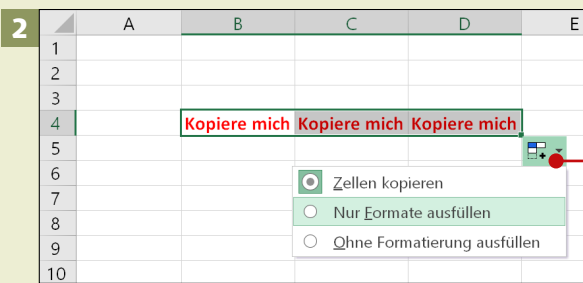 2
A B C D E
1
2
3
4 Kopiere mich Kopiere mich Kopiere mich
5
6 Zellen kopieren
7 Nur Formate ausfüllen
8
9 Ohne Formatierung ausfüllen
10